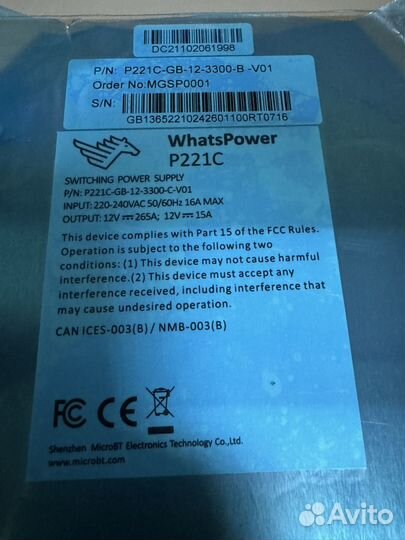 DC21102061998
P/N: P221C-GB-12-3300-B -V01
Order No:MGSP0001
S/N:
GB13652210242601100RT0716
WhatsPower
P221C
SWITCHING POWER SUPPLY
P/N: P221C-GB-12-3300-C-V01
INPUT: 220-240VAC 50/60Hz 16A MAX
OUTPUT: 12V ⎓ 265A; 12V ⎓ 15A
This device complies with Part 15 of the FCC Rules.
Operation is subject to the following two
conditions: (1) This device may not cause harmful
interference.(2) This device must accept any
interference received, including interference that
may cause undesired operation.
CAN ICES-003(B) / NMB-003(B)
FC CE
Shenzhen MicroBT Electronics Technology Co.,Ltd.
www.microbt.com
Avito